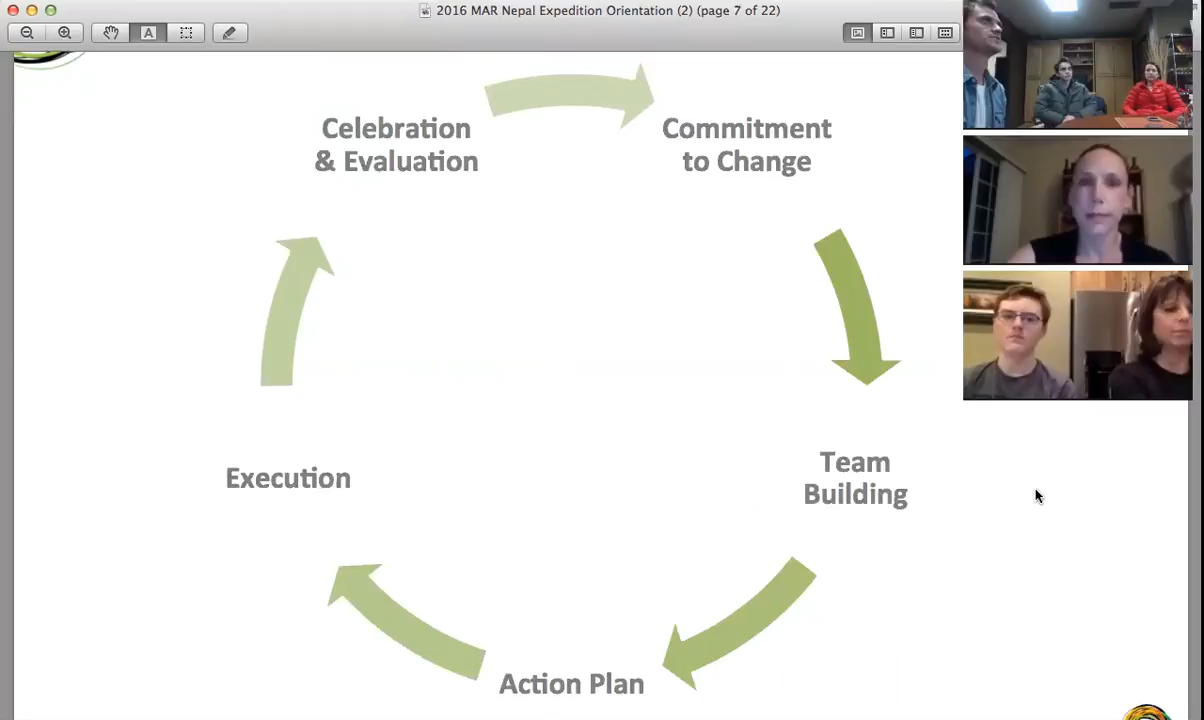 2016 MAR Nepal Expedition Orientation (2) (page 7 of 22)
A
Celebration
& Evaluation
Commitment
to Change
Team
Building
Execution
Action Plan